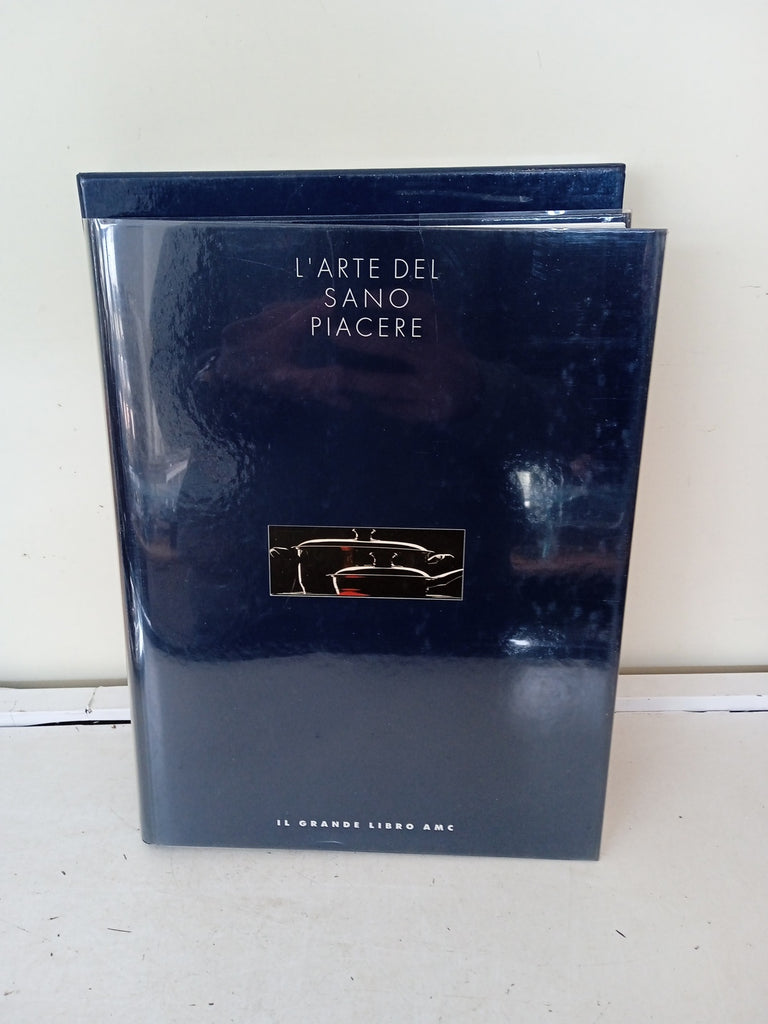 L'ARTE DEL
SANO
PIACERE
IL GRANDE LIBRO AMC